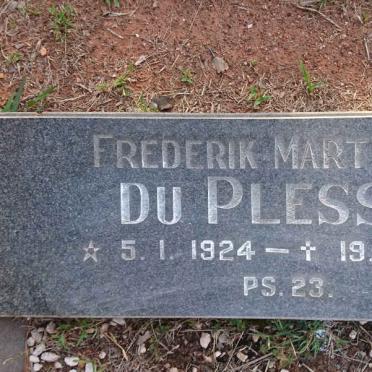 FREDERIK MART
DU PLESS
☆ 5. 1. 1924 — ✝ 19
PS. 23.